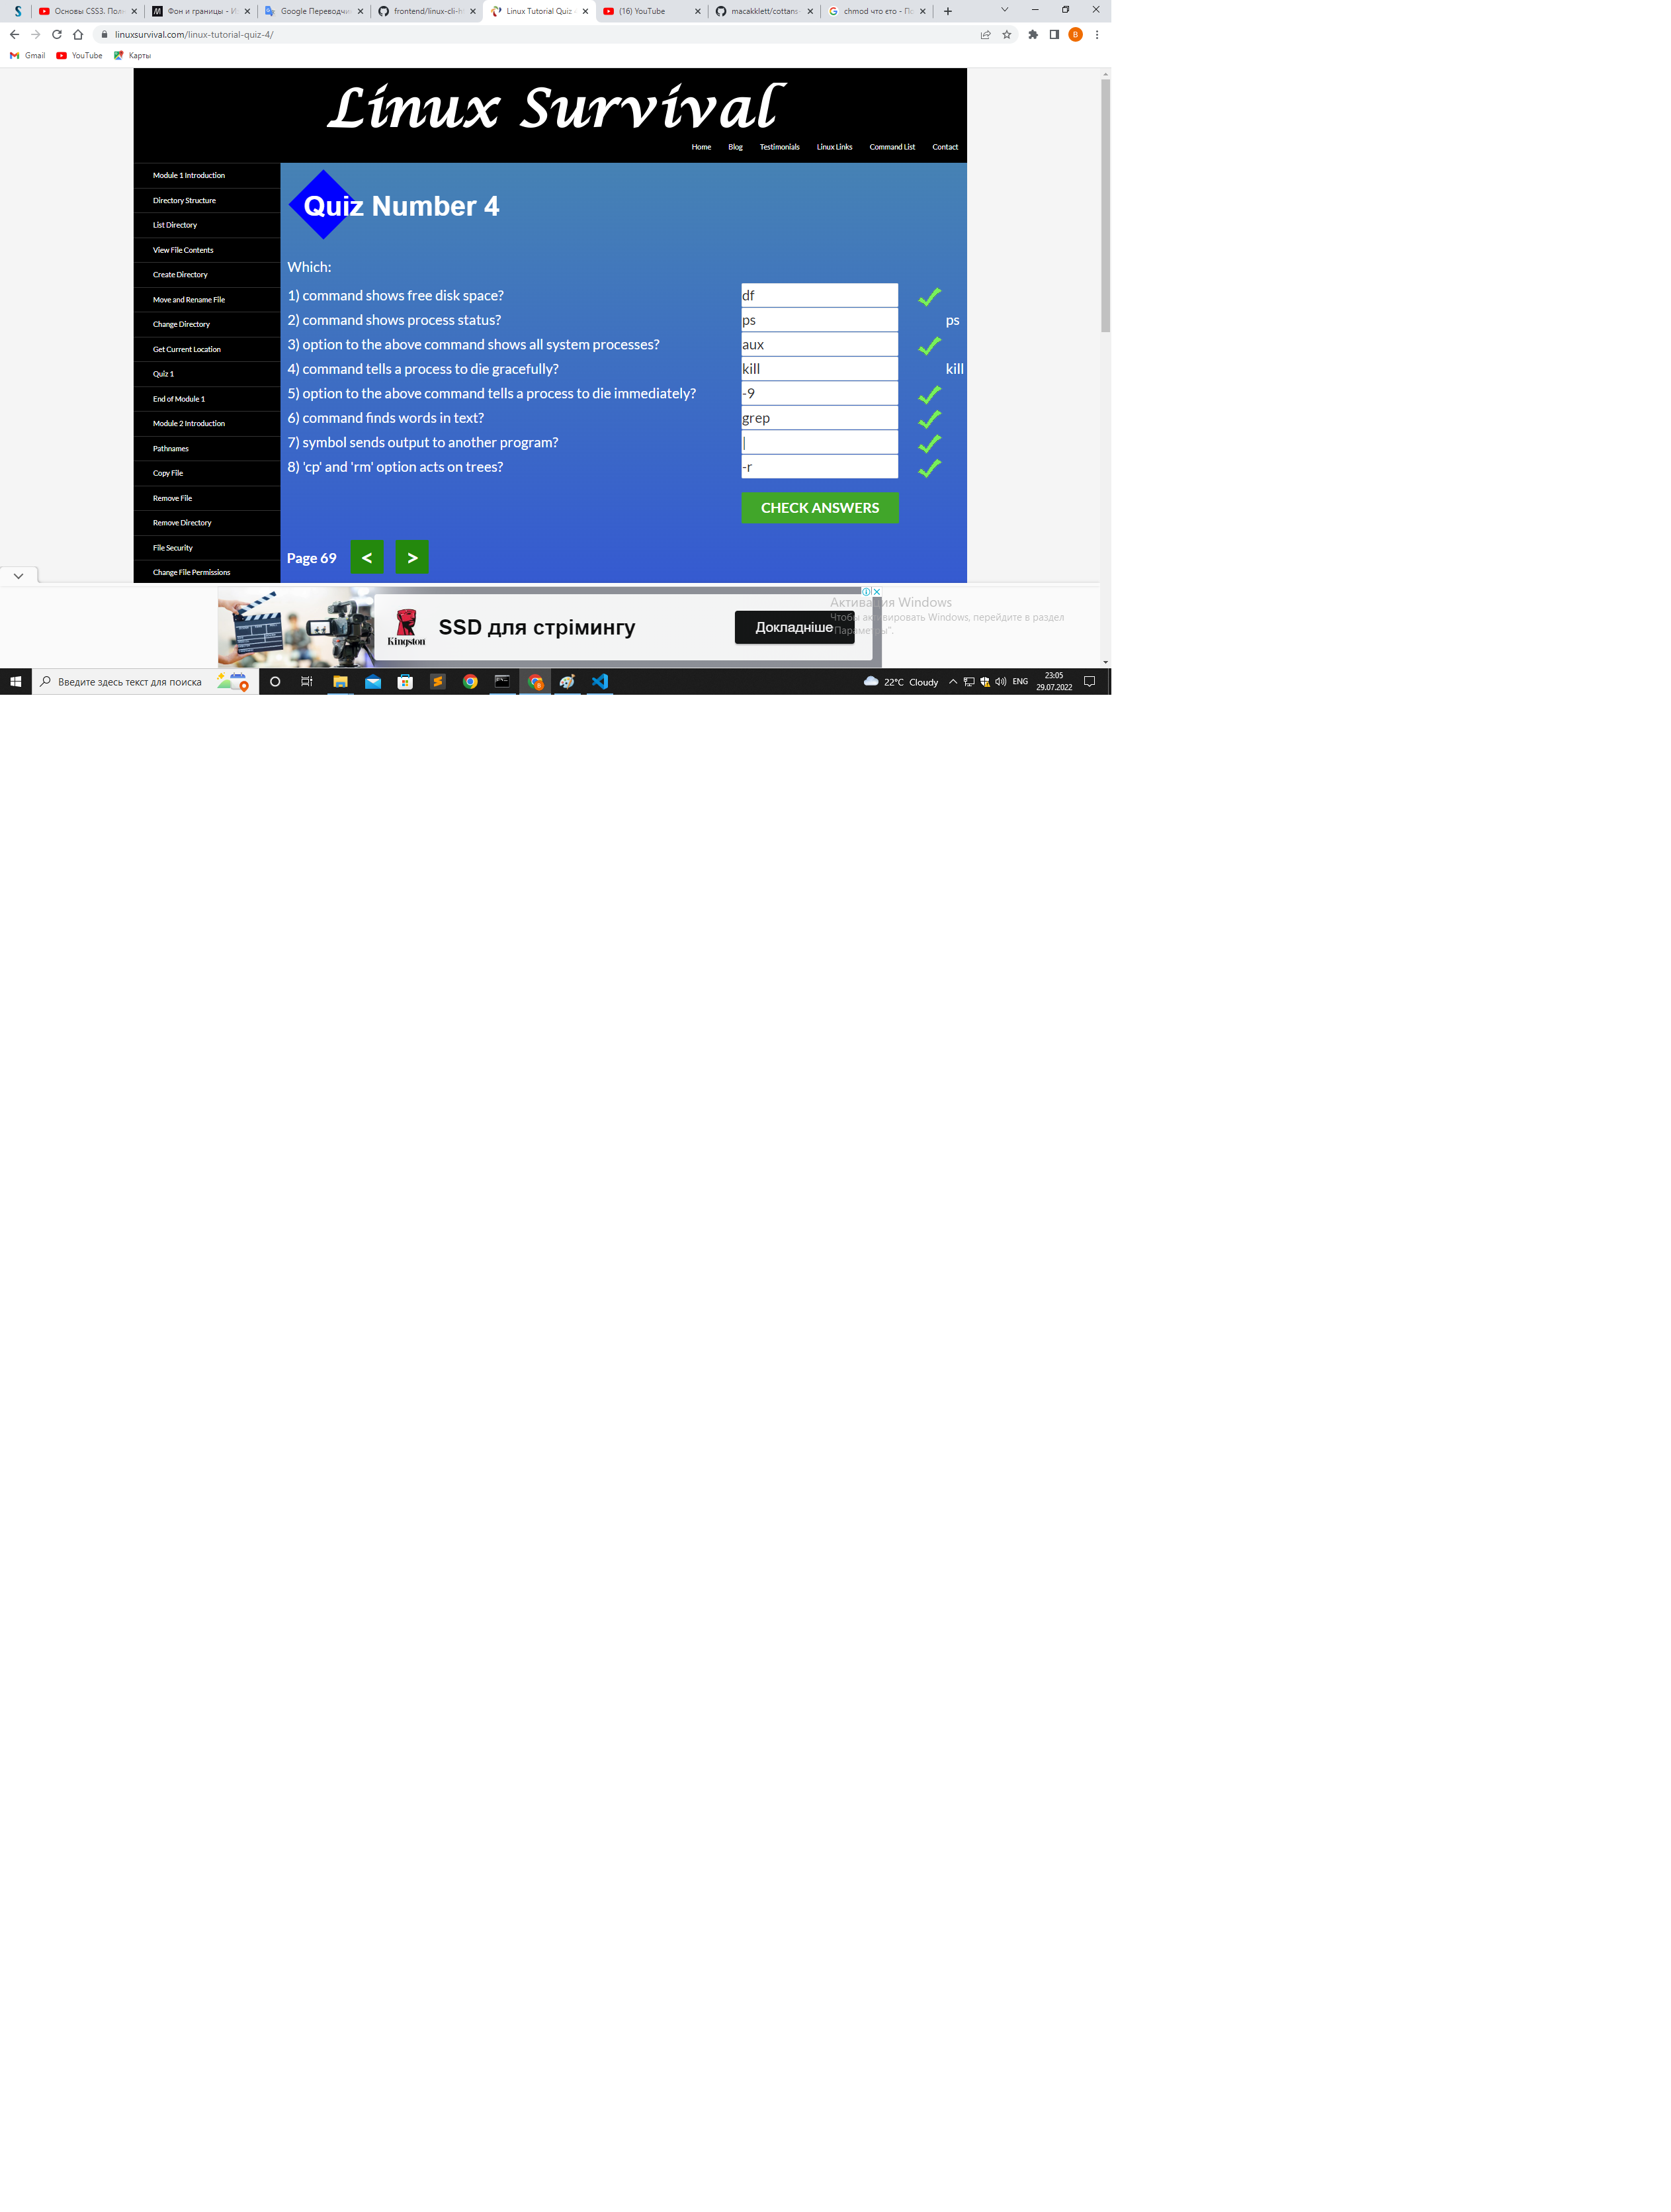 Основы CSS3. Пол
Фон и границы - И
Google Переводчи
frontend/linux-cli-h
Linux Tutorial Quiz
(16) YouTube
macakklett/cottans
chmod что єто - По
linuxsurvival.com/linux-tutorial-quiz-4/
B
Gmail YouTube Карты
Linux Survival
Home Blog Testimonials Linux Links Command List Contact
Module 1 Introduction
Directory Structure
List Directory
View File Contents
Create Directory
Move and Rename File
Change Directory
Get Current Location
Quiz 1
End of Module 1
Module 2 Introduction
Pathnames
Copy File
Remove File
Remove Directory
File Security
Change File Permissions
Quiz Number 4
Which:
1) command shows free disk space? df
2) command shows process status? ps ps
3) option to the above command shows all system processes? aux
4) command tells a process to die gracefully? kill kill
5) option to the above command tells a process to die immediately? -9
6) command finds words in text? grep
7) symbol sends output to another program? |
8) 'cp' and 'rm' option acts on trees? -r
CHECK ANSWERS
Page 69 < >
Kingston
SSD для стрімингу
Докладніше
Активация Windows
Чтобы активировать Windows, перейдите в раздел
"Параметры".
Введите здесь текст для поиска
22°C Cloudy
ENG
23:05
29.07.2022